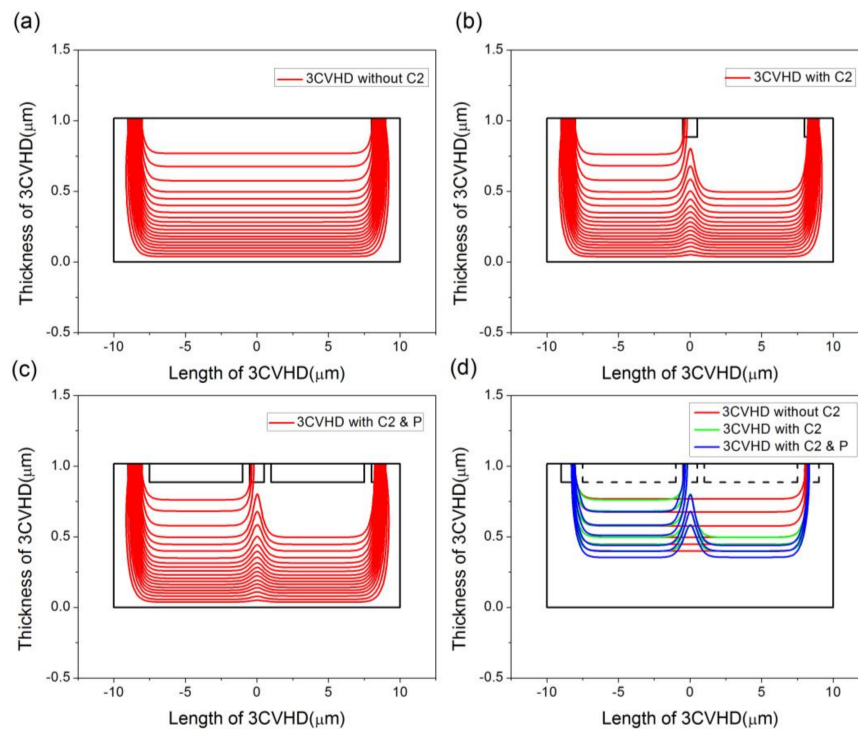 (a)
(b)
1.5
3CVHD without C2
1.0
0.5
0.0
-0.5
-10
-5
0
5
10
Thickness of 3CVHD(μm)
Length of 3CVHD(μm)
1.5
3CVHD with C2
1.0
0.5
0.0
-0.5
-10
-5
0
5
10
Thickness of 3CVHD(μm)
Length of 3CVHD(μm)
(c)
(d)
1.5
3CVHD with C2 & P
1.0
0.5
0.0
-0.5
-10
-5
0
5
10
Thickness of 3CVHD(μm)
Length of 3CVHD(μm)
1.5
3CVHD without C2
3CVHD with C2
3CVHD with C2 & P
1.0
0.5
0.0
-0.5
-10
-5
0
5
10
Thickness of 3CVHD(μm)
Length of 3CVHD(μm)